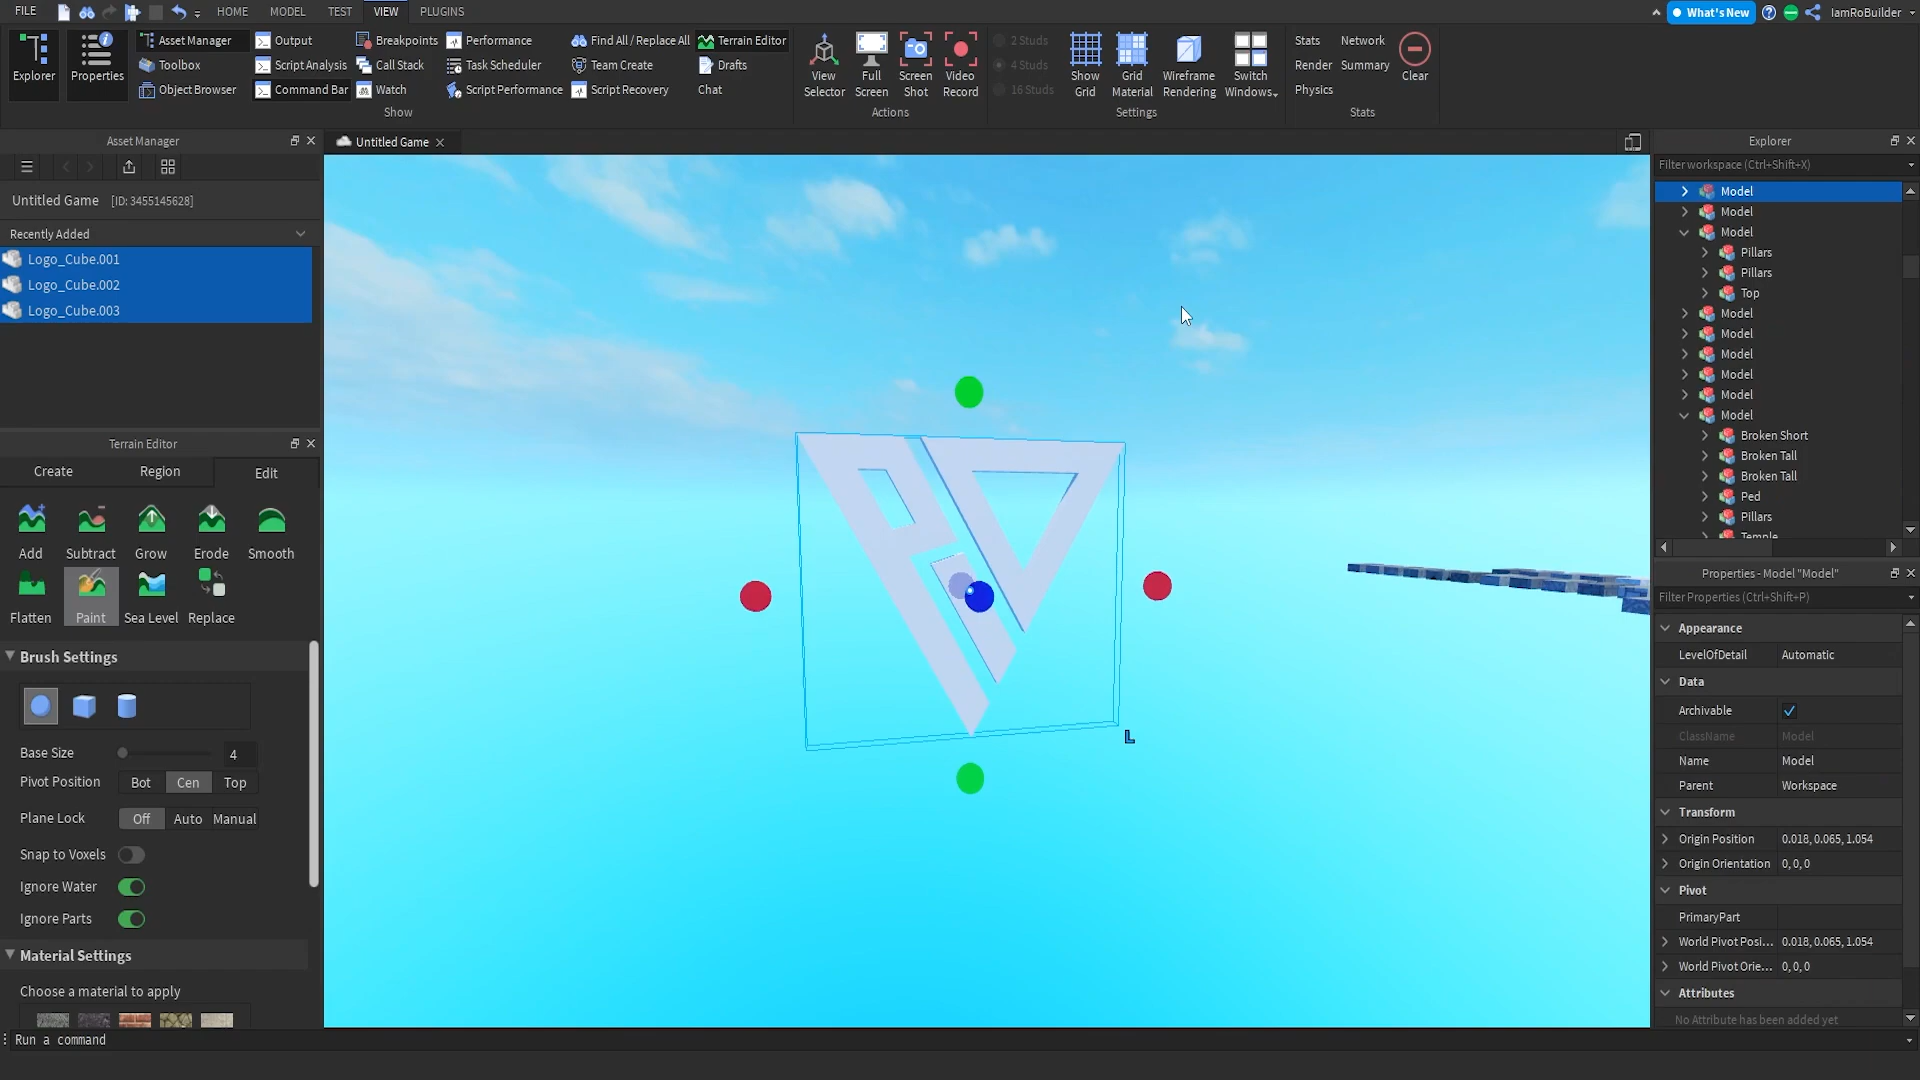 FILE
HOME
MODEL
TEST
VIEW
PLUGINS
What's New
IamRoBuilder
Explorer
Properties
Asset Manager
Toolbox
Object Browser
Output
Script Analysis
Command Bar
Breakpoints
Call Stack
Watch
Performance
Task Scheduler
Script Performance
Find All / Replace All
Team Create
Script Recovery
Terrain Editor
Drafts
Chat
Show
View
Selector
Full
Screen
Screen
Shot
Video
Record
Actions
2 Studs
4 Studs
16 Studs
Show
Grid
Grid
Material
Wireframe
Rendering
Switch
Windows
Settings
Stats
Network
Render
Summary
Physics
Clear
Stats
Asset Manager
Untitled Game [ID: 3455145628]
Recently Added
Logo_Cube.001
Logo_Cube.002
Logo_Cube.003
Terrain Editor
Create
Region
Edit
Add
Subtract
Grow
Erode
Smooth
Flatten
Paint
Sea Level
Replace
Brush Settings
Base Size
4
Pivot Position
Bot
Cen
Top
Plane Lock
Off
Auto
Manual
Snap to Voxels
Ignore Water
Ignore Parts
Material Settings
Choose a material to apply
Untitled Game
L
Explorer
Filter workspace (Ctrl+Shift+X)
Model
Model
Model
Pillars
Pillars
Top
Model
Model
Model
Model
Model
Model
Broken Short
Broken Tall
Broken Tall
Ped
Pillars
Temple
Properties - Model "Model"
Filter Properties (Ctrl+Shift+P)
Appearance
LevelOfDetail Automatic
Data
Archivable
ClassName Model
Name Model
Parent Workspace
Transform
Origin Position 0.018, 0.065, 1.054
Origin Orientation 0, 0, 0
Pivot
PrimaryPart
World Pivot Posi... 0.018, 0.065, 1.054
World Pivot Orie... 0, 0, 0
Attributes
No Attribute has been added yet
Run a command